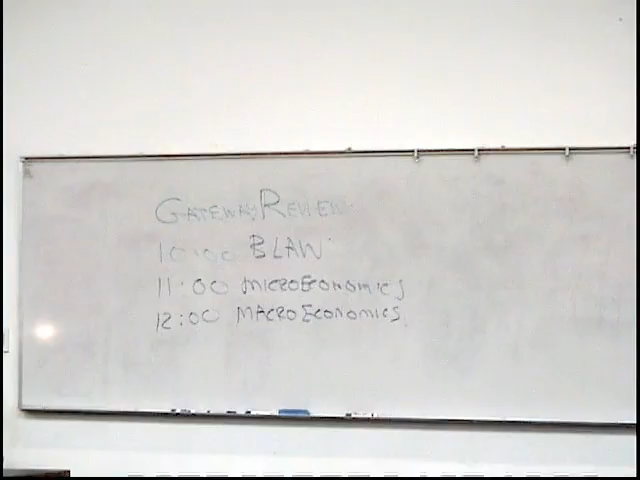 GATEWAY REVIEW
10:00 BLAW
11:00 MICROECONOMICS
12:00 MACROECONOMICS